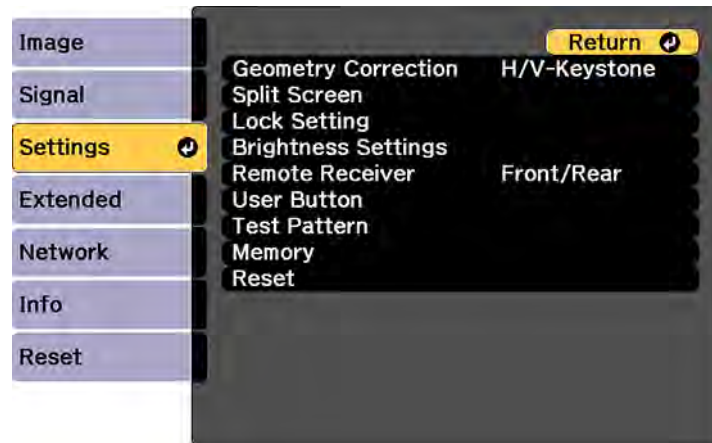 Image
Signal
Settings
Extended
Network
Info
Reset
Return
Geometry Correction H/V-Keystone
Split Screen
Lock Setting
Brightness Settings
Remote Receiver Front/Rear
User Button
Test Pattern
Memory
Reset